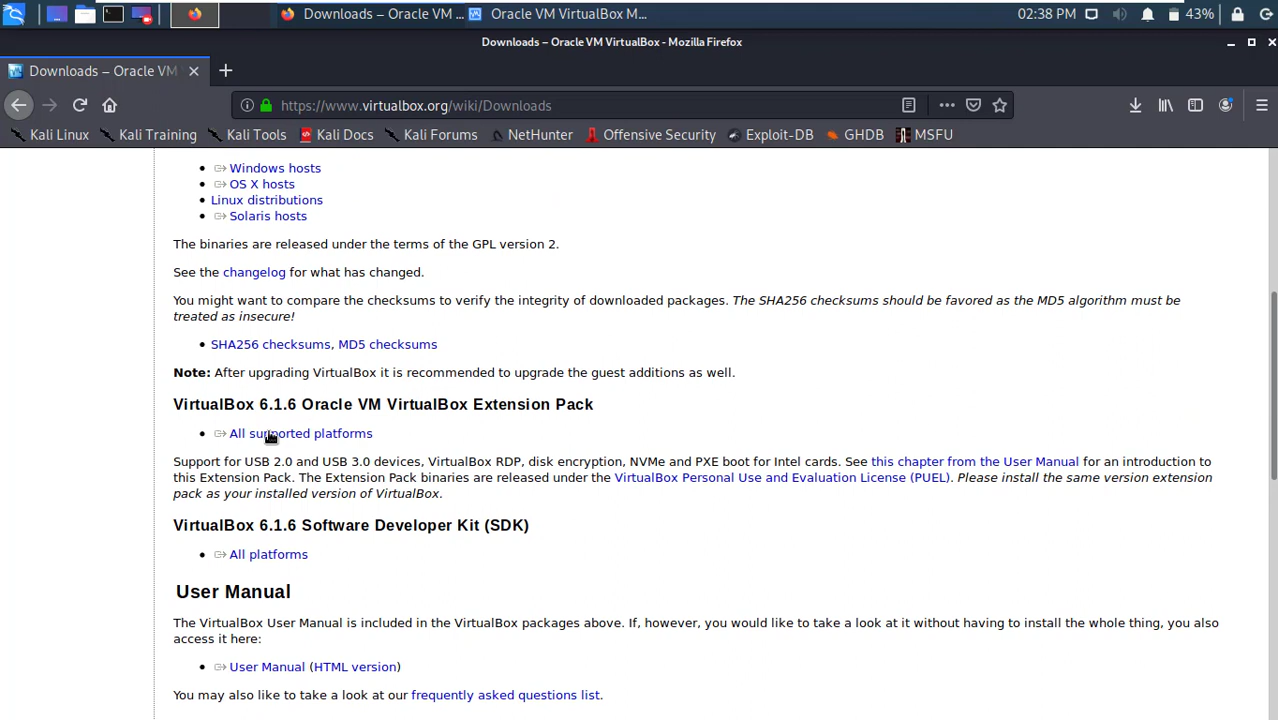 Downloads – Oracle VM ... Oracle VM VirtualBox M... 02:38 PM 43%
Downloads – Oracle VM VirtualBox - Mozilla Firefox
Downloads – Oracle VM
https://www.virtualbox.org/wiki/Downloads
Kali Linux Kali Training Kali Tools Kali Docs Kali Forums NetHunter Offensive Security Exploit-DB GHDB MSFU
Windows hosts
OS X hosts
Linux distributions
Solaris hosts
The binaries are released under the terms of the GPL version 2.
See the changelog for what has changed.
You might want to compare the checksums to verify the integrity of downloaded packages. The SHA256 checksums should be favored as the MD5 algorithm must be
treated as insecure!
SHA256 checksums, MD5 checksums
Note: After upgrading VirtualBox it is recommended to upgrade the guest additions as well.
VirtualBox 6.1.6 Oracle VM VirtualBox Extension Pack
All supported platforms
Support for USB 2.0 and USB 3.0 devices, VirtualBox RDP, disk encryption, NVMe and PXE boot for Intel cards. See this chapter from the User Manual for an introduction to
this Extension Pack. The Extension Pack binaries are released under the VirtualBox Personal Use and Evaluation License (PUEL). Please install the same version extension
pack as your installed version of VirtualBox.
VirtualBox 6.1.6 Software Developer Kit (SDK)
All platforms
User Manual
The VirtualBox User Manual is included in the VirtualBox packages above. If, however, you would like to take a look at it without having to install the whole thing, you also
access it here:
User Manual (HTML version)
You may also like to take a look at our frequently asked questions list.